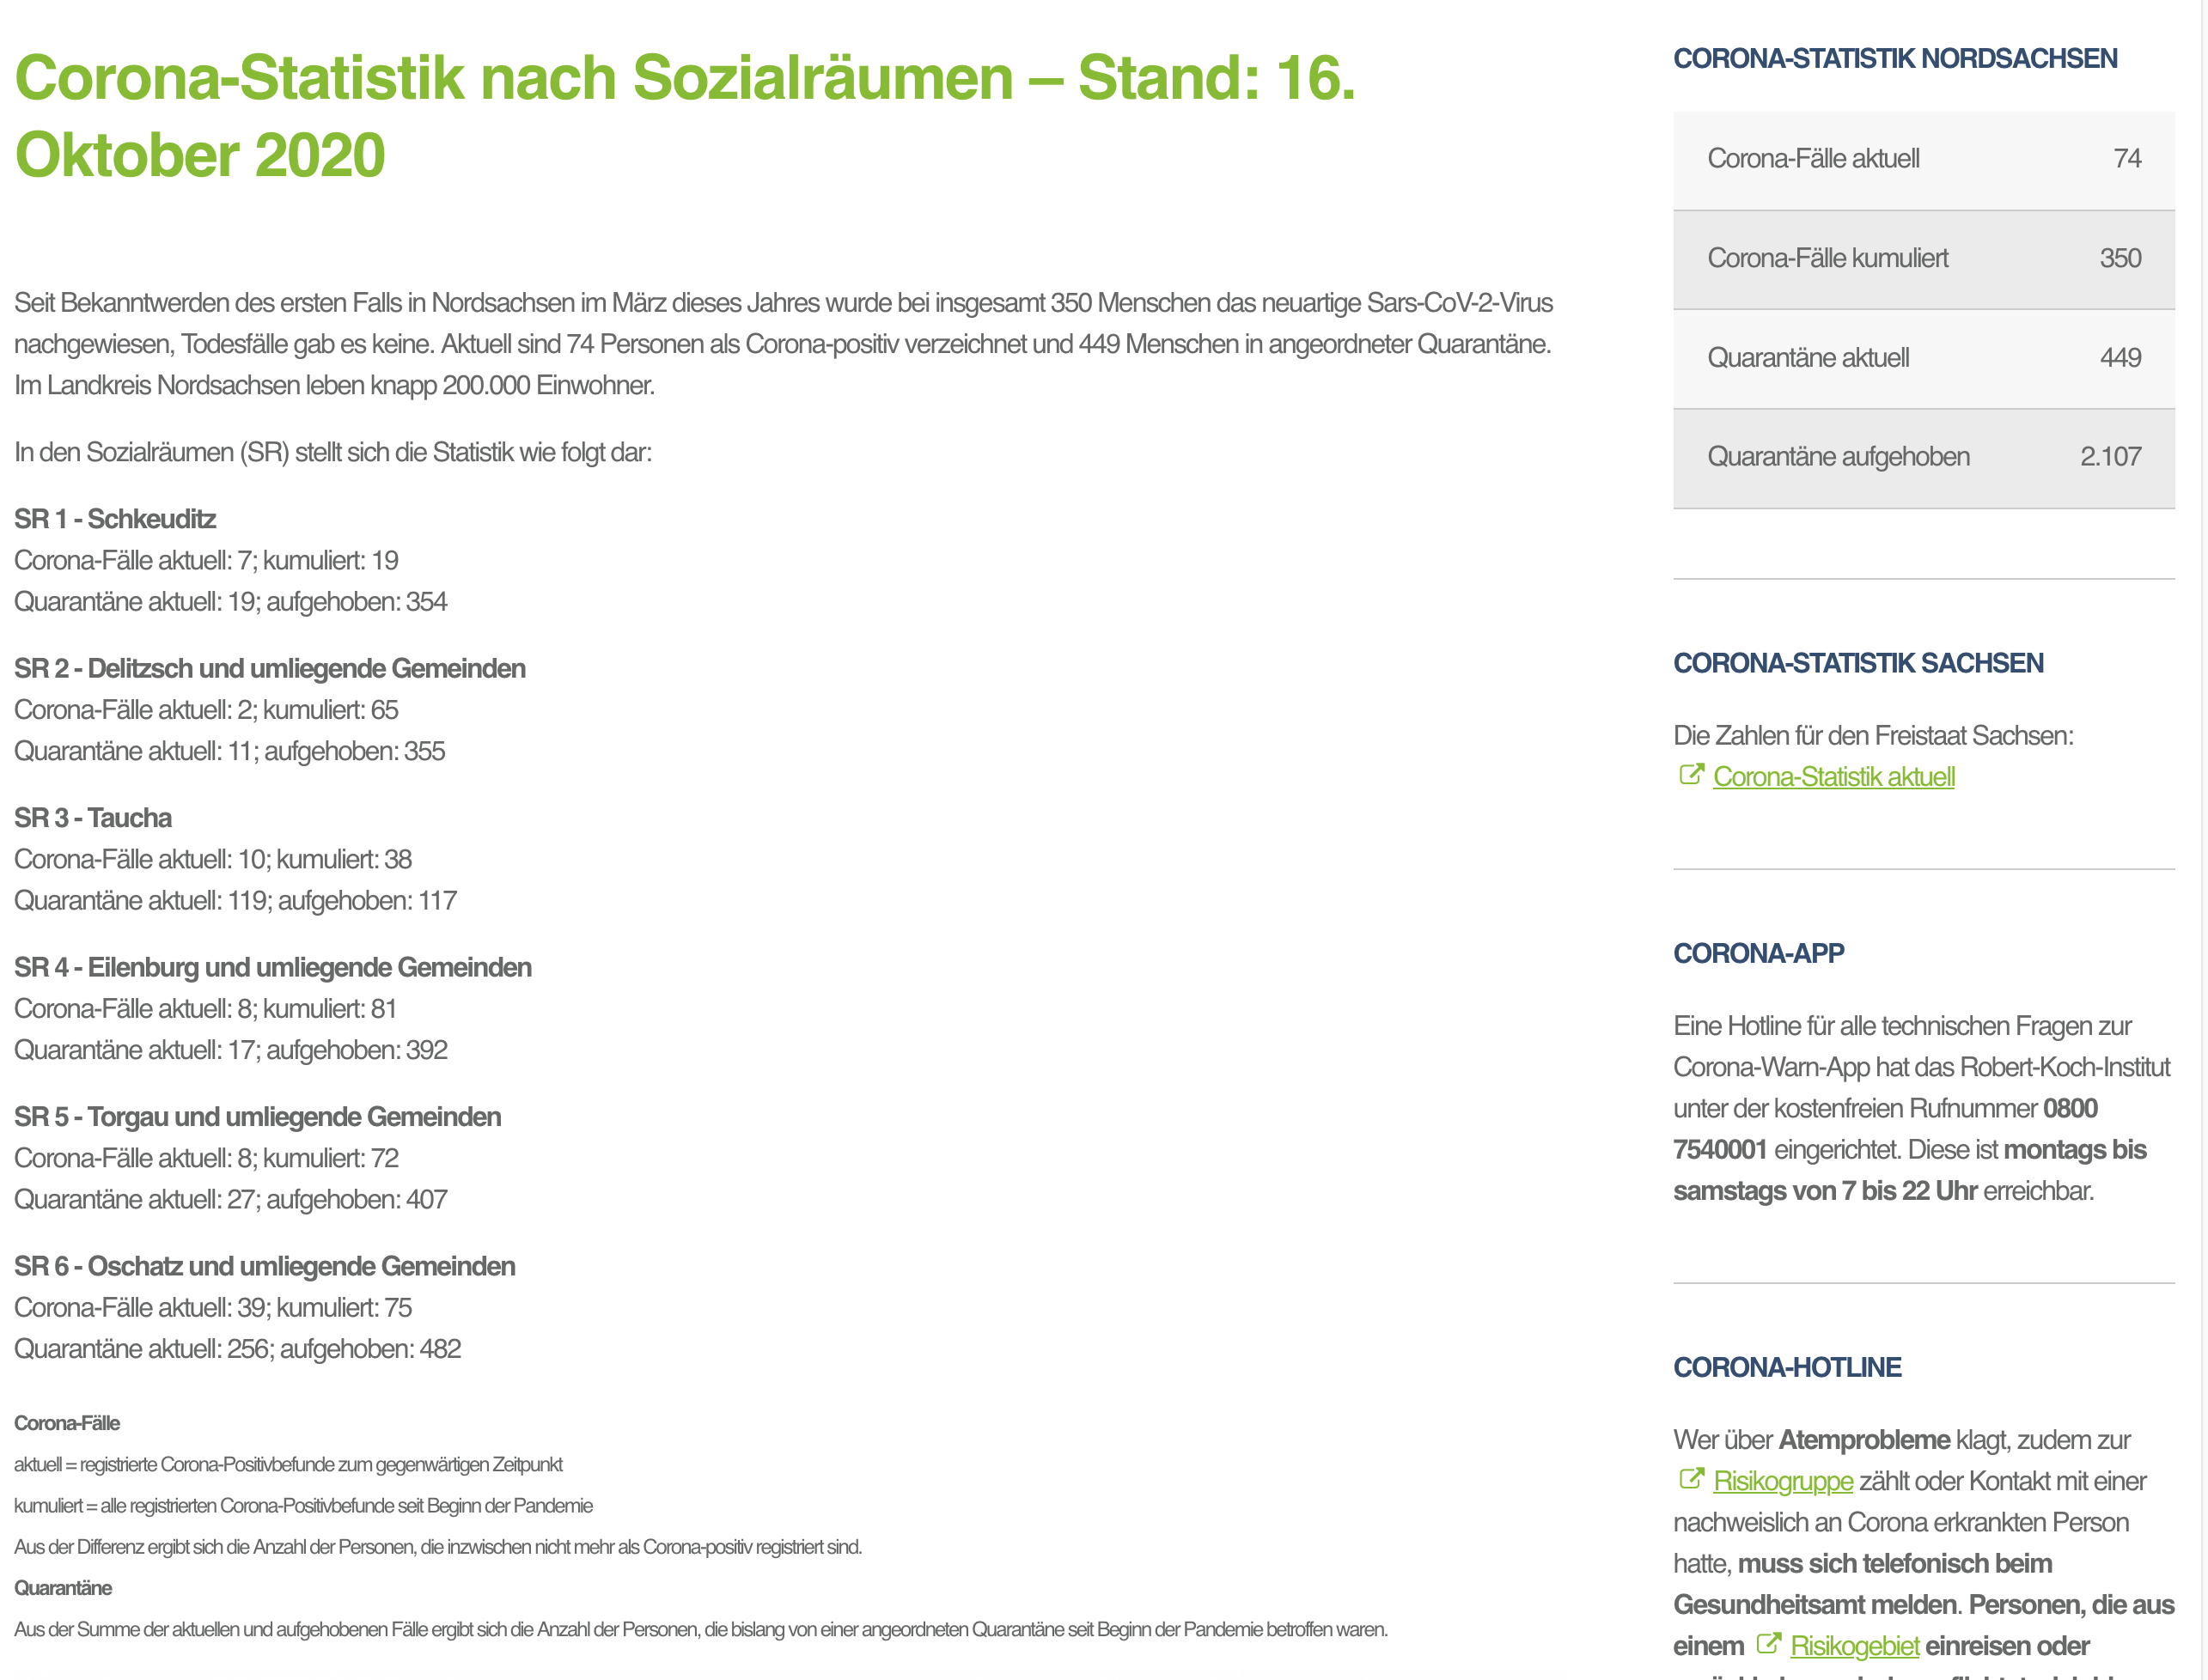 Corona-Statistik nach Sozialräumen – Stand: 16.
Oktober 2020
Seit Bekanntwerden des ersten Falls in Nordsachsen im März dieses Jahres wurde bei insgesamt 350 Menschen das neuartige Sars-CoV-2-Virus
nachgewiesen, Todesfälle gab es keine. Aktuell sind 74 Personen als Corona-positiv verzeichnet und 449 Menschen in angeordneter Quarantäne.
Im Landkreis Nordsachsen leben knapp 200.000 Einwohner.
In den Sozialräumen (SR) stellt sich die Statistik wie folgt dar:
SR 1 - Schkeuditz
Corona-Fälle aktuell: 7; kumuliert: 19
Quarantäne aktuell: 19; aufgehoben: 354
SR 2 - Delitzsch und umliegende Gemeinden
Corona-Fälle aktuell: 2; kumuliert: 65
Quarantäne aktuell: 11; aufgehoben: 355
SR 3 - Taucha
Corona-Fälle aktuell: 10; kumuliert: 38
Quarantäne aktuell: 119; aufgehoben: 117
SR 4 - Eilenburg und umliegende Gemeinden
Corona-Fälle aktuell: 8; kumuliert: 81
Quarantäne aktuell: 17; aufgehoben: 392
SR 5 - Torgau und umliegende Gemeinden
Corona-Fälle aktuell: 8; kumuliert: 72
Quarantäne aktuell: 27; aufgehoben: 407
SR 6 - Oschatz und umliegende Gemeinden
Corona-Fälle aktuell: 39; kumuliert: 75
Quarantäne aktuell: 256; aufgehoben: 482
Corona-Fälle
aktuell = registrierte Corona-Positivbefunde zum gegenwärtigen Zeitpunkt
kumuliert = alle registrierten Corona-Positivbefunde seit Beginn der Pandemie
Aus der Differenz ergibt sich die Anzahl der Personen, die inzwischen nicht mehr als Corona-positiv registriert sind.
Quarantäne
Aus der Summe der aktuellen und aufgehobenen Fälle ergibt sich die Anzahl der Personen, die bislang von einer angeordneten Quarantäne seit Beginn der Pandemie betroffen waren.
CORONA-STATISTIK NORDSACHSEN
Corona-Fälle aktuell 74
Corona-Fälle kumuliert 350
Quarantäne aktuell 449
Quarantäne aufgehoben 2.107
CORONA-STATISTIK SACHSEN
Die Zahlen für den Freistaat Sachsen:
Corona-Statistik aktuell
CORONA-APP
Eine Hotline für alle technischen Fragen zur
Corona-Warn-App hat das Robert-Koch-Institut
unter der kostenfreien Rufnummer 0800
7540001 eingerichtet. Diese ist montags bis
samstags von 7 bis 22 Uhr erreichbar.
CORONA-HOTLINE
Wer über Atemprobleme klagt, zudem zur
Risikogruppe zählt oder Kontakt mit einer
nachweislich an Corona erkrankten Person
hatte, muss sich telefonisch beim
Gesundheitsamt melden. Personen, die aus
einem Risikogebiet einreisen oder